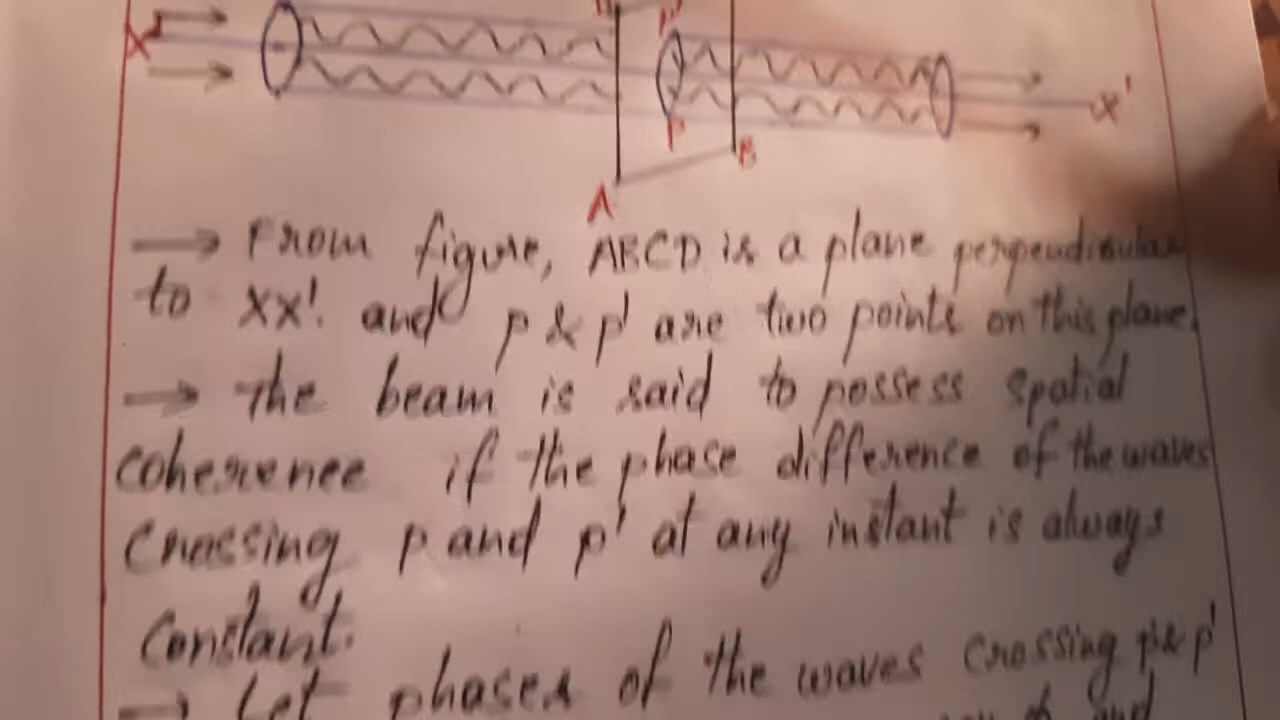 X P' X'
P B
A
→ From figure, ABCD is a plane perpendicular
to XX'. and P & P' are two points on this plane.
→ The beam is said to possess spatial
coherence if the phase difference of the waves
crossing P and P' at any instant is always
constant.
→ Let phases of the waves crossing P & P'
and